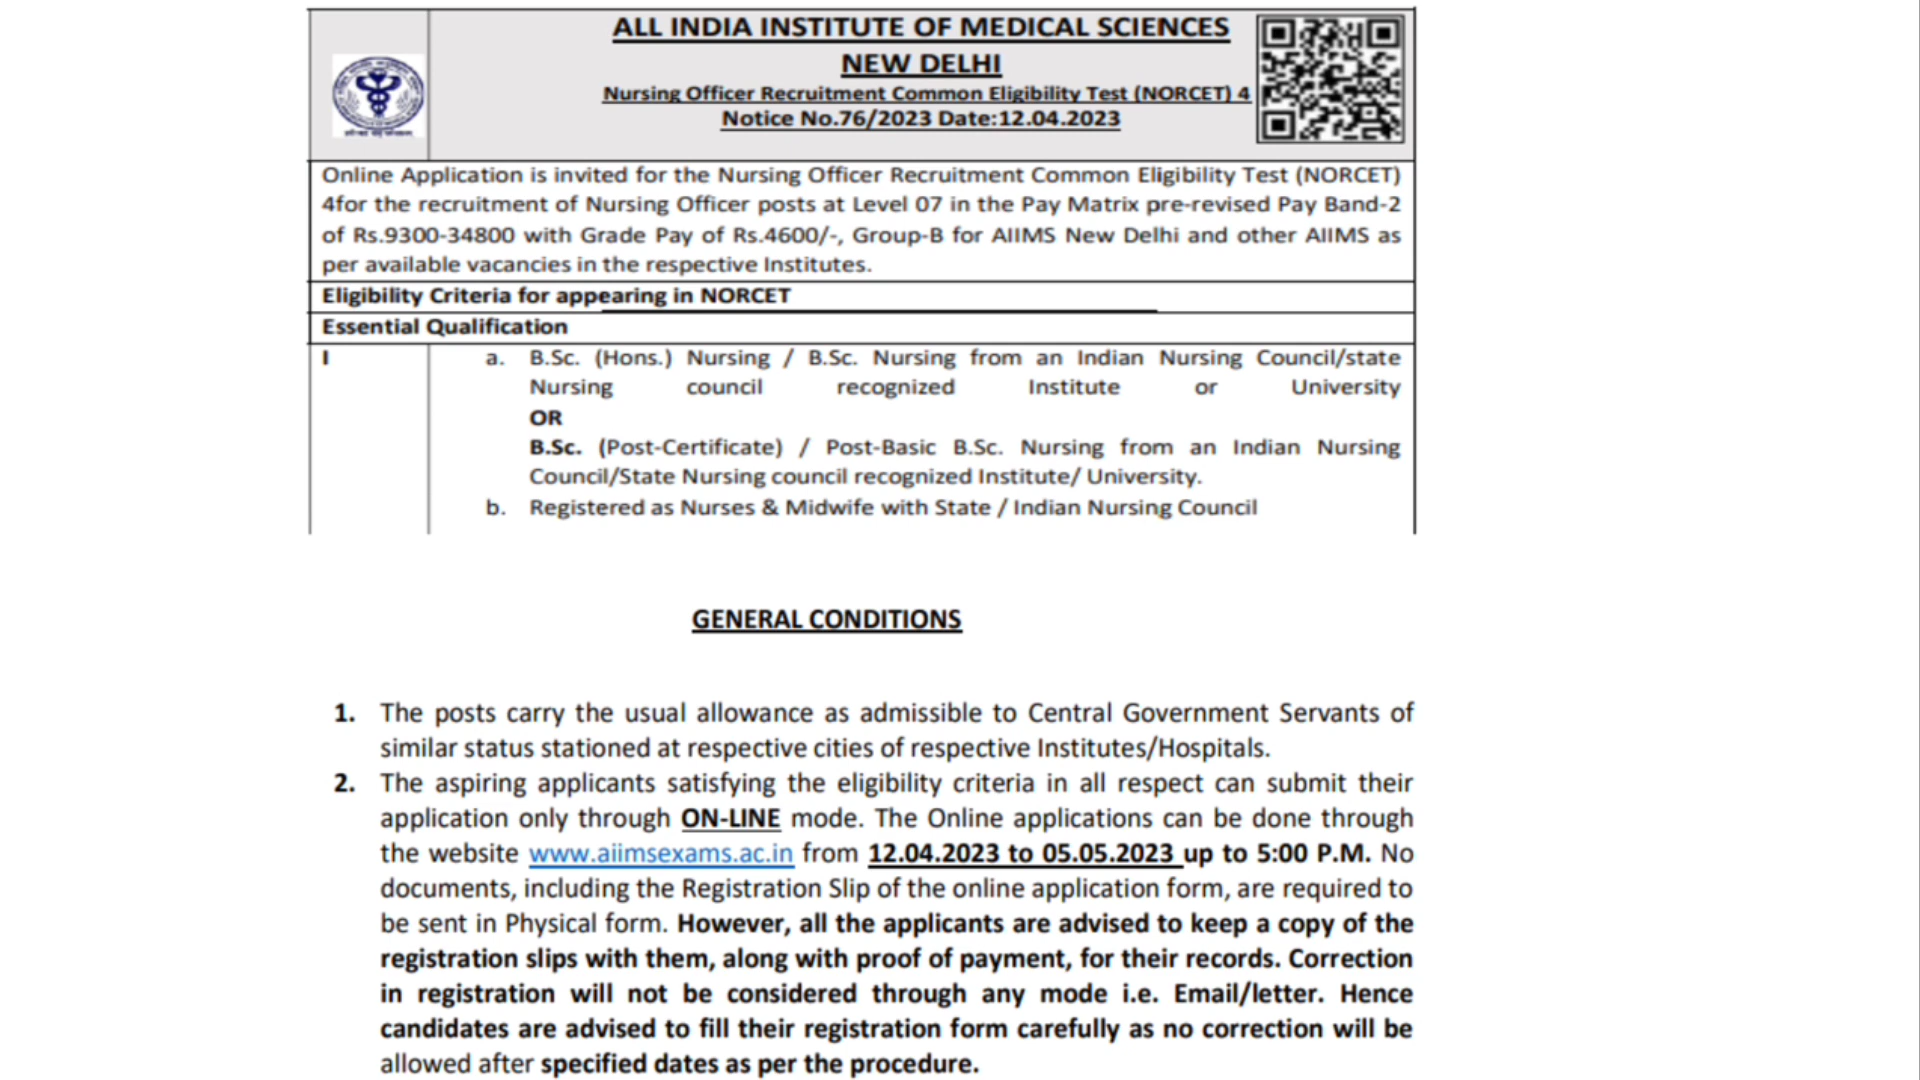 ALL INDIA INSTITUTE OF MEDICAL SCIENCES
NEW DELHI
Nursing Officer Recruitment Common Eligibility Test (NORCET) 4
Notice No.76/2023 Date:12.04.2023
Online Application is invited for the Nursing Officer Recruitment Common Eligibility Test (NORCET)
4for the recruitment of Nursing Officer posts at Level 07 in the Pay Matrix pre-revised Pay Band-2
of Rs.9300-34800 with Grade Pay of Rs.4600/-, Group-B for AIIMS New Delhi and other AIIMS as
per available vacancies in the respective Institutes.
Eligibility Criteria for appearing in NORCET
Essential Qualification
I a. B.Sc. (Hons.) Nursing / B.Sc. Nursing from an Indian Nursing Council/state
Nursing council recognized Institute or University
OR
B.Sc. (Post-Certificate) / Post-Basic B.Sc. Nursing from an Indian Nursing
Council/State Nursing council recognized Institute/ University.
b. Registered as Nurses & Midwife with State / Indian Nursing Council
GENERAL CONDITIONS
1. The posts carry the usual allowance as admissible to Central Government Servants of
similar status stationed at respective cities of respective Institutes/Hospitals.
2. The aspiring applicants satisfying the eligibility criteria in all respect can submit their
application only through ON-LINE mode. The Online applications can be done through
the website www.aiimsexams.ac.in from 12.04.2023 to 05.05.2023 up to 5:00 P.M. No
documents, including the Registration Slip of the online application form, are required to
be sent in Physical form. However, all the applicants are advised to keep a copy of the
registration slips with them, along with proof of payment, for their records. Correction
in registration will not be considered through any mode i.e. Email/letter. Hence
candidates are advised to fill their registration form carefully as no correction will be
allowed after specified dates as per the procedure.